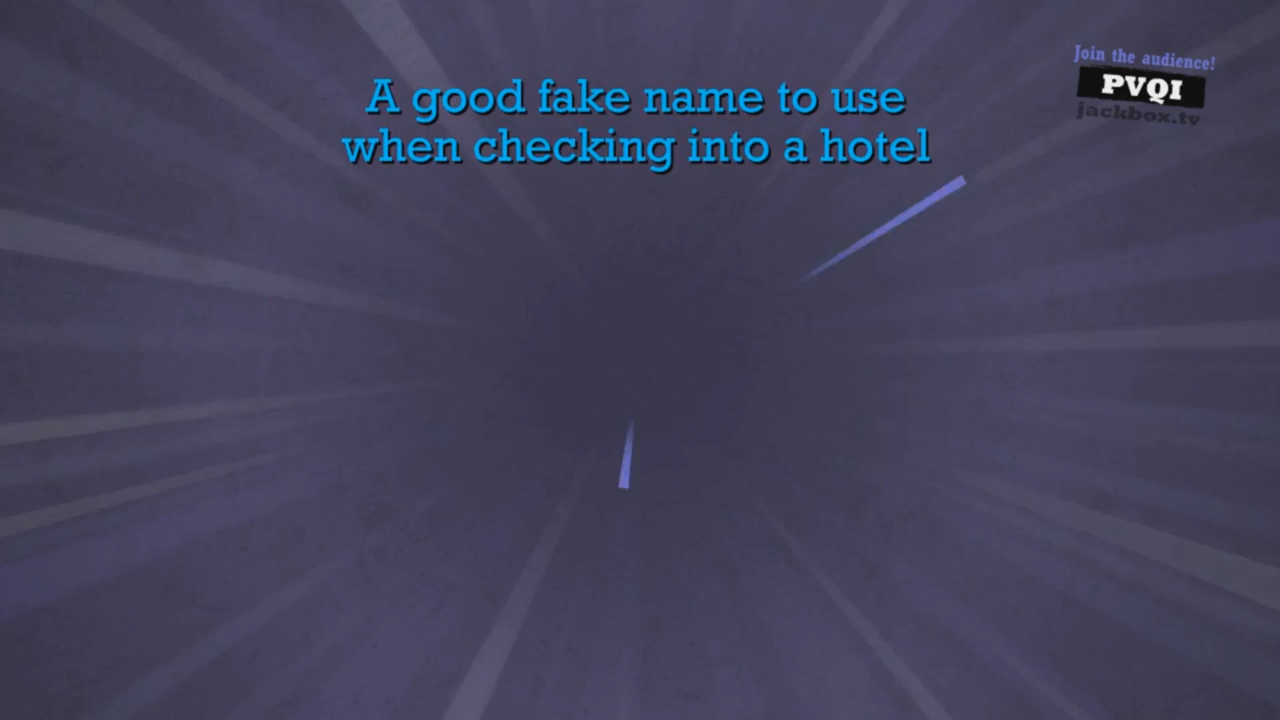 Join the audience!
PVQI
jackbox.tv
A good fake name to use
when checking into a hotel